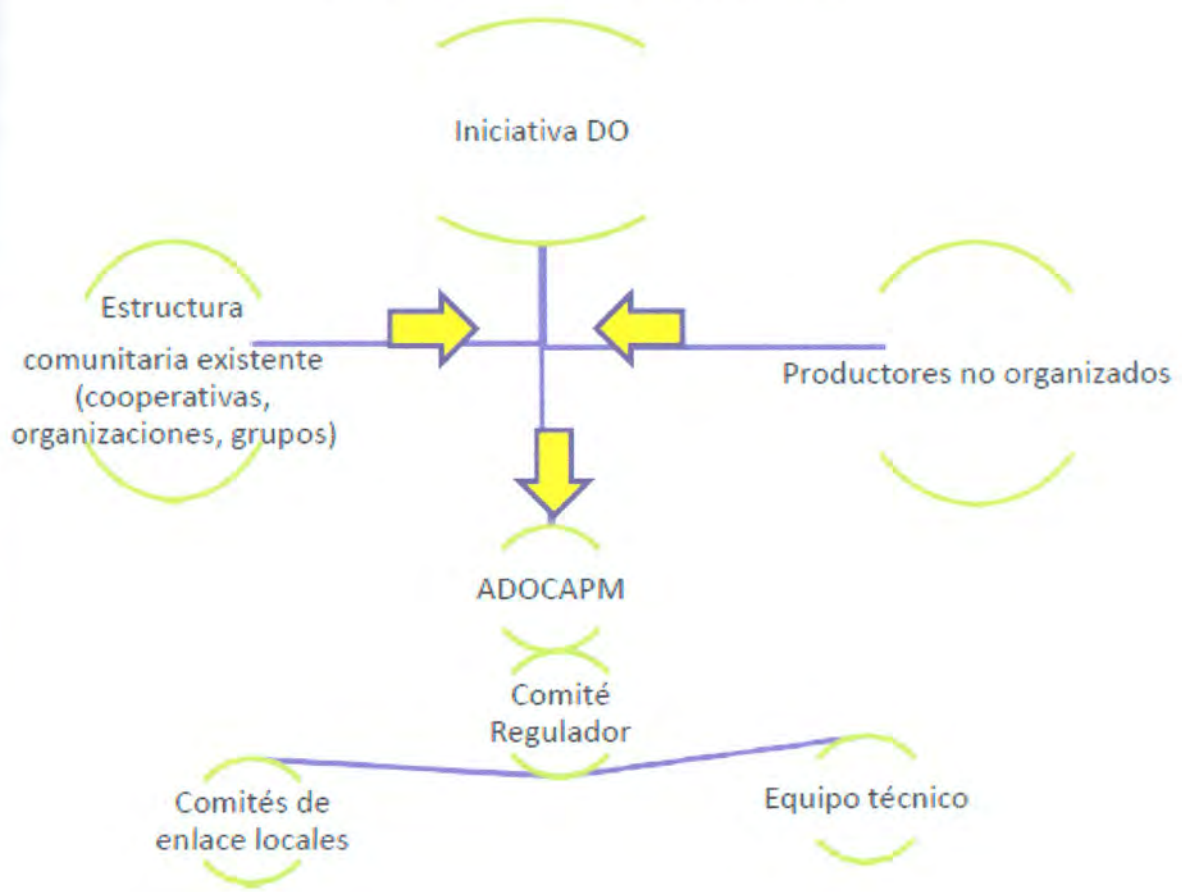 Iniciativa DO
Estructura
comunitaria existente
(cooperativas,
organizaciones, grupos)
Productores no organizados
ADOCAPM
Comité
Regulador
Comités de
enlace locales
Equipo técnico